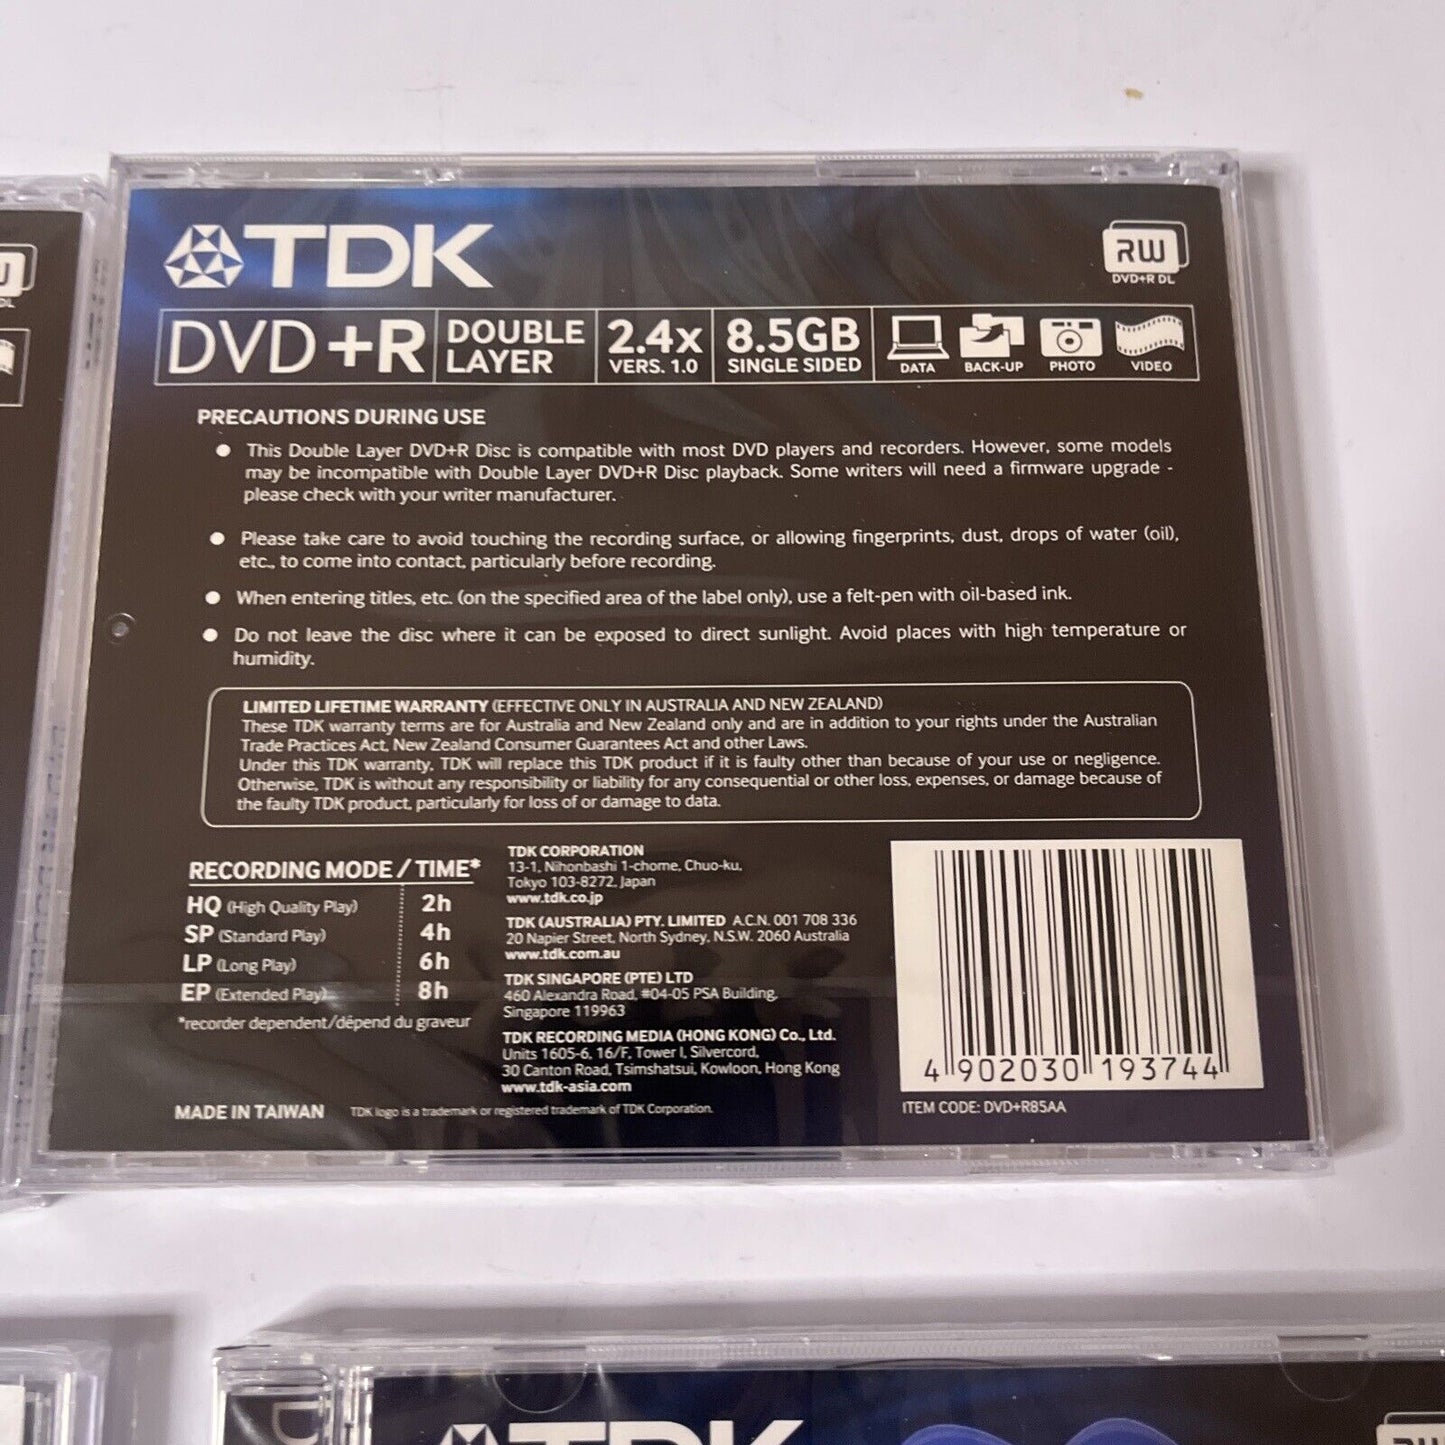 TDK
RW
DVD+R DL
DVD+R
DOUBLE
LAYER
2.4x
VERS. 1.0
8.5GB
SINGLE SIDED
DATA
BACK-UP
PHOTO
VIDEO
PRECAUTIONS DURING USE
● This Double Layer DVD+R Disc is compatible with most DVD players and recorders. However, some models
may be incompatible with Double Layer DVD+R Disc playback. Some writers will need a firmware upgrade -
please check with your writer manufacturer.
● Please take care to avoid touching the recording surface, or allowing fingerprints, dust, drops of water (oil),
etc., to come into contact, particularly before recording.
● When entering titles, etc. (on the specified area of the label only), use a felt-pen with oil-based ink.
● Do not leave the disc where it can be exposed to direct sunlight. Avoid places with high temperature or
humidity.
LIMITED LIFETIME WARRANTY (EFFECTIVE ONLY IN AUSTRALIA AND NEW ZEALAND)
These TDK warranty terms are for Australia and New Zealand only and are in addition to your rights under the Australian
Trade Practices Act, New Zealand Consumer Guarantees Act and other Laws.
Under this TDK warranty, TDK will replace this TDK product if it is faulty other than because of your use or negligence.
Otherwise, TDK is without any responsibility or liability for any consequential or other loss, expenses, or damage because of
the faulty TDK product, particularly for loss of or damage to data.
RECORDING MODE / TIME*
HQ (High Quality Play) 2h
SP (Standard Play) 4h
LP (Long Play) 6h
EP (Extended Play) 8h
*recorder dependent/dépend du graveur
TDK CORPORATION
13-1, Nihonbashi 1-chome, Chuo-ku,
Tokyo 103-8272, Japan
www.tdk.co.jp
TDK (AUSTRALIA) PTY. LIMITED A.C.N. 001 708 336
20 Napier Street, North Sydney, N.S.W. 2060 Australia
www.tdk.com.au
TDK SINGAPORE (PTE) LTD
460 Alexandra Road, #04-05 PSA Building,
Singapore 119963
TDK RECORDING MEDIA (HONG KONG) Co., Ltd.
Units 1605-6, 16/F, Tower I, Silvercord,
30 Canton Road, Tsimshatsui, Kowloon, Hong Kong
www.tdk-asia.com
4 902030 193744
ITEM CODE: DVD+R85AA
MADE IN TAIWAN
TDK logo is a trademark or registered trademark of TDK Corporation.
TDK